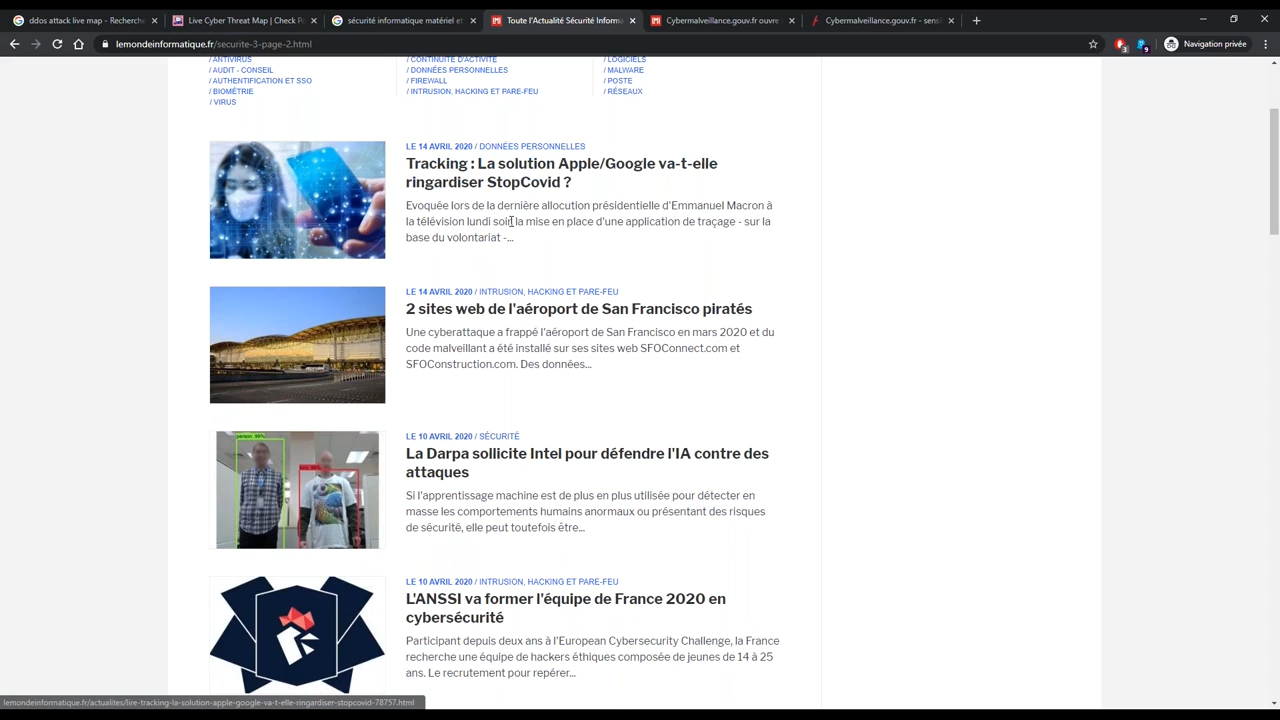 ddos attack live map - Recherche
Live Cyber Threat Map | Check P
sécurité informatique matériel et
Toute l'Actualité Sécurité Inform
Cybermalveillance.gouv.fr ouvre
Cybermalveillance.gouv.fr - sensi
lemondeinformatique.fr/securite-3-page-2.html
3
9
Navigation privée
/ ANTIVIRUS
/ AUDIT - CONSEIL
/ AUTHENTIFICATION ET SSO
/ BIOMÉTRIE
/ VIRUS
/ CONTINUITÉ D'ACTIVITÉ
/ DONNÉES PERSONNELLES
/ FIREWALL
/ INTRUSION, HACKING ET PARE-FEU
/ LOGICIELS
/ MALWARE
/ POSTE
/ RÉSEAUX
LE 14 AVRIL 2020 / DONNÉES PERSONNELLES
Tracking : La solution Apple/Google va-t-elle
ringardiser StopCovid ?
Evoquée lors de la dernière allocution présidentielle d'Emmanuel Macron à
la télévision lundi soir, la mise en place d'une application de traçage - sur la
base du volontariat -...
LE 14 AVRIL 2020 / INTRUSION, HACKING ET PARE-FEU
2 sites web de l'aéroport de San Francisco piratés
Une cyberattaque a frappé l'aéroport de San Francisco en mars 2020 et du
code malveillant a été installé sur ses sites web SFOConnect.com et
SFOConstruction.com. Des données...
person 99%
LE 10 AVRIL 2020 / SÉCURITÉ
La Darpa sollicite Intel pour défendre l'IA contre des
attaques
Si l'apprentissage machine est de plus en plus utilisée pour détecter en
masse les comportements humains anormaux ou présentant des risques
de sécurité, elle peut toutefois être...
LE 10 AVRIL 2020 / INTRUSION, HACKING ET PARE-FEU
L'ANSSI va former l'équipe de France 2020 en
cybersécurité
Participant depuis deux ans à l'European Cybersecurity Challenge, la France
recherche une équipe de hackers éthiques composée de jeunes de 14 à 25
ans. Le recrutement pour repérer...
lemondeinformatique.fr/actualites/lire-tracking-la-solution-apple-google-va-t-elle-ringardiser-stopcovid-78757.html